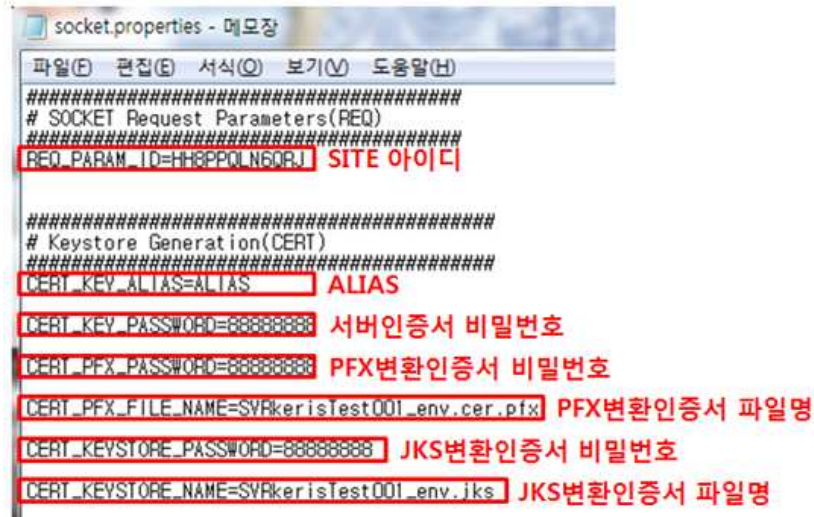 socket.properties - 메모장
파일(F) 편집(E) 서식(O) 보기(V) 도움말(H)
#######################################
# SOCKET Request Parameters(REQ)
#######################################
REQ_PARAM_ID=HH8PPQLN6QRJ SITE 아이디
##########################################
# Keystore Generation(CERT)
##########################################
CERT_KEY_ALIAS=ALIAS ALIAS
CERT_KEY_PASSWORD=88888888 서버인증서 비밀번호
CERT_PFX_PASSWORD=88888888 PFX변환인증서 비밀번호
CERT_PFX_FILE_NAME=SVRkerisTest001_env.cer.pfx PFX변환인증서 파일명
CERT_KEYSTORE_PASSWORD=88888888 JKS변환인증서 비밀번호
CERT_KEYSTORE_NAME=SVRkerisTest001_env.jks JKS변환인증서 파일명